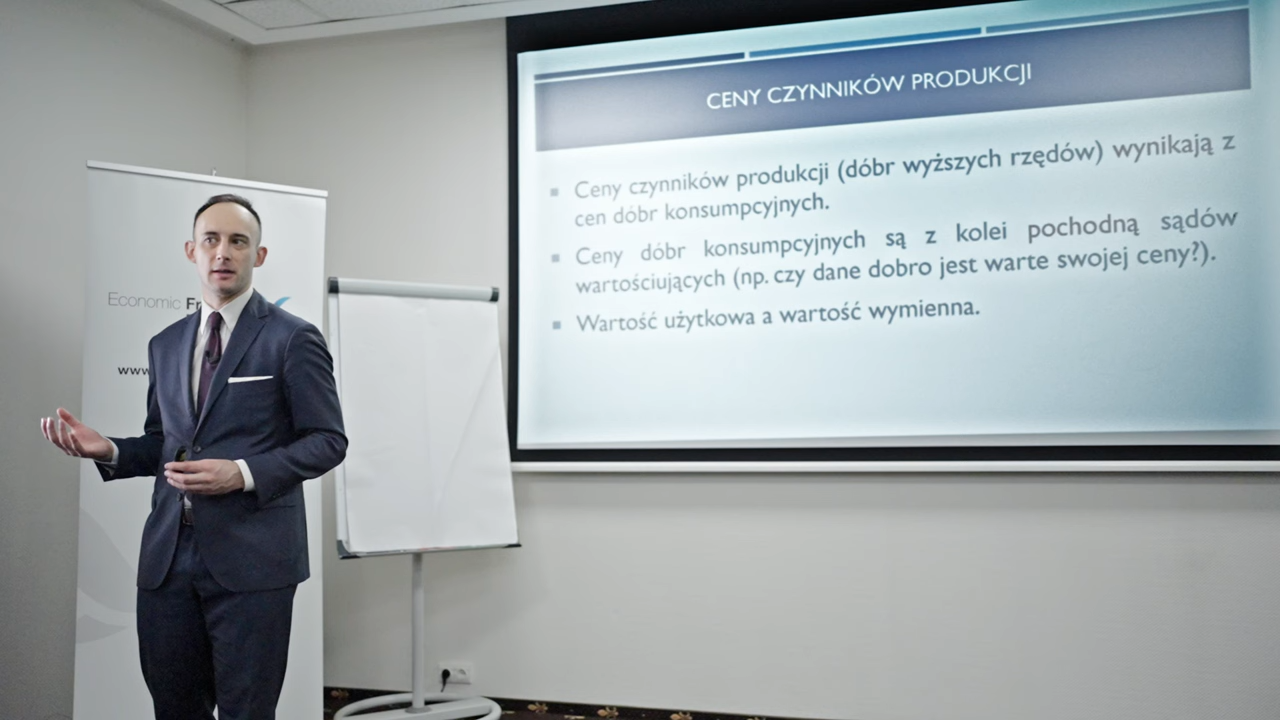 CENY CZYNNIKÓW PRODUKCJI
Ceny czynników produkcji (dóbr wyższych rzędów) wynikają z
cen dóbr konsumpcyjnych.
Ceny dóbr konsumpcyjnych są z kolei pochodną sądów
wartościujących (np. czy dane dobro jest warte swojej ceny?).
Wartość użytkowa a wartość wymienna.
Economic
www